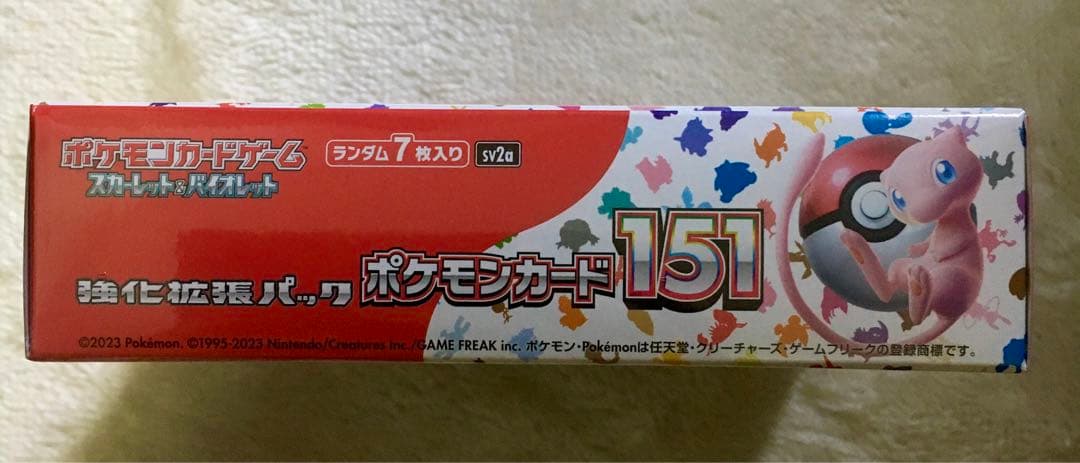 ポケモンカードゲーム
スカーレット&バイオレット
ランダム7枚入り sv2a
強化拡張パック ポケモンカード151
©2023 Pokémon. ©1995-2023 Nintendo/Creatures inc./GAME FREAK inc. ポケモン・Pokémonは任天堂・クリーチャーズ・ゲームフリークの登録商標です。